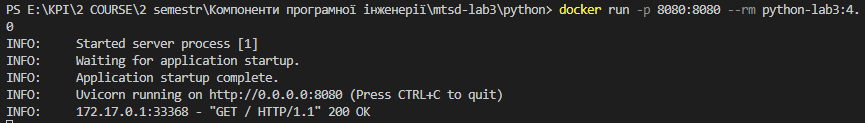 PS E:\KPI\2 COURSE\2 semestr\Компоненти програмної інженерії\mtsd-lab3\python> docker run -p 8080:8080 --rm python-lab3:4.
0
INFO:     Started server process [1]
INFO:     Waiting for application startup.
INFO:     Application startup complete.
INFO:     Uvicorn running on http://0.0.0.0:8080 (Press CTRL+C to quit)
INFO:     172.17.0.1:33368 - "GET / HTTP/1.1" 200 OK